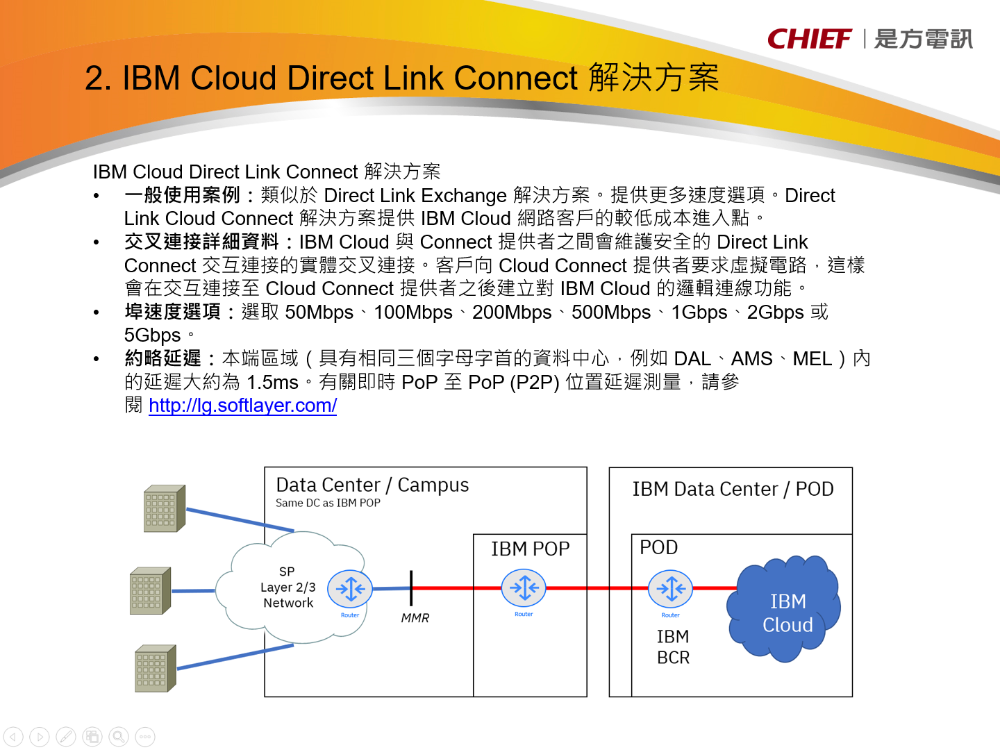 CHIEF 是方電訊
2. IBM Cloud Direct Link Connect 解決方案
IBM Cloud Direct Link Connect 解決方案
• 一般使用案例：類似於 Direct Link Exchange 解決方案。提供更多速度選項。Direct
Link Cloud Connect 解決方案提供 IBM Cloud 網路客戶的較低成本進入點。
• 交叉連接詳細資料：IBM Cloud 與 Connect 提供者之間會維護安全的 Direct Link
Connect 交互連接的實體交叉連接。客戶向 Cloud Connect 提供者要求虛擬電路，這樣
會在交互連接至 Cloud Connect 提供者之後建立對 IBM Cloud 的邏輯連線功能。
• 埠速度選項：選取 50Mbps、100Mbps、200Mbps、500Mbps、1Gbps、2Gbps 或
5Gbps。
• 約略延遲：本端區域（具有相同三個字母字首的資料中心，例如 DAL、AMS、MEL）內
的延遲大約為 1.5ms。有關即時 PoP 至 PoP (P2P) 位置延遲測量，請參
閱 http://lg.softlayer.com/
Data Center / Campus
Same DC as IBM POP
IBM Data Center / POD
IBM POP
POD
SP
Layer 2/3
Network
Router
MMR
Router
Router
IBM
BCR
IBM
Cloud